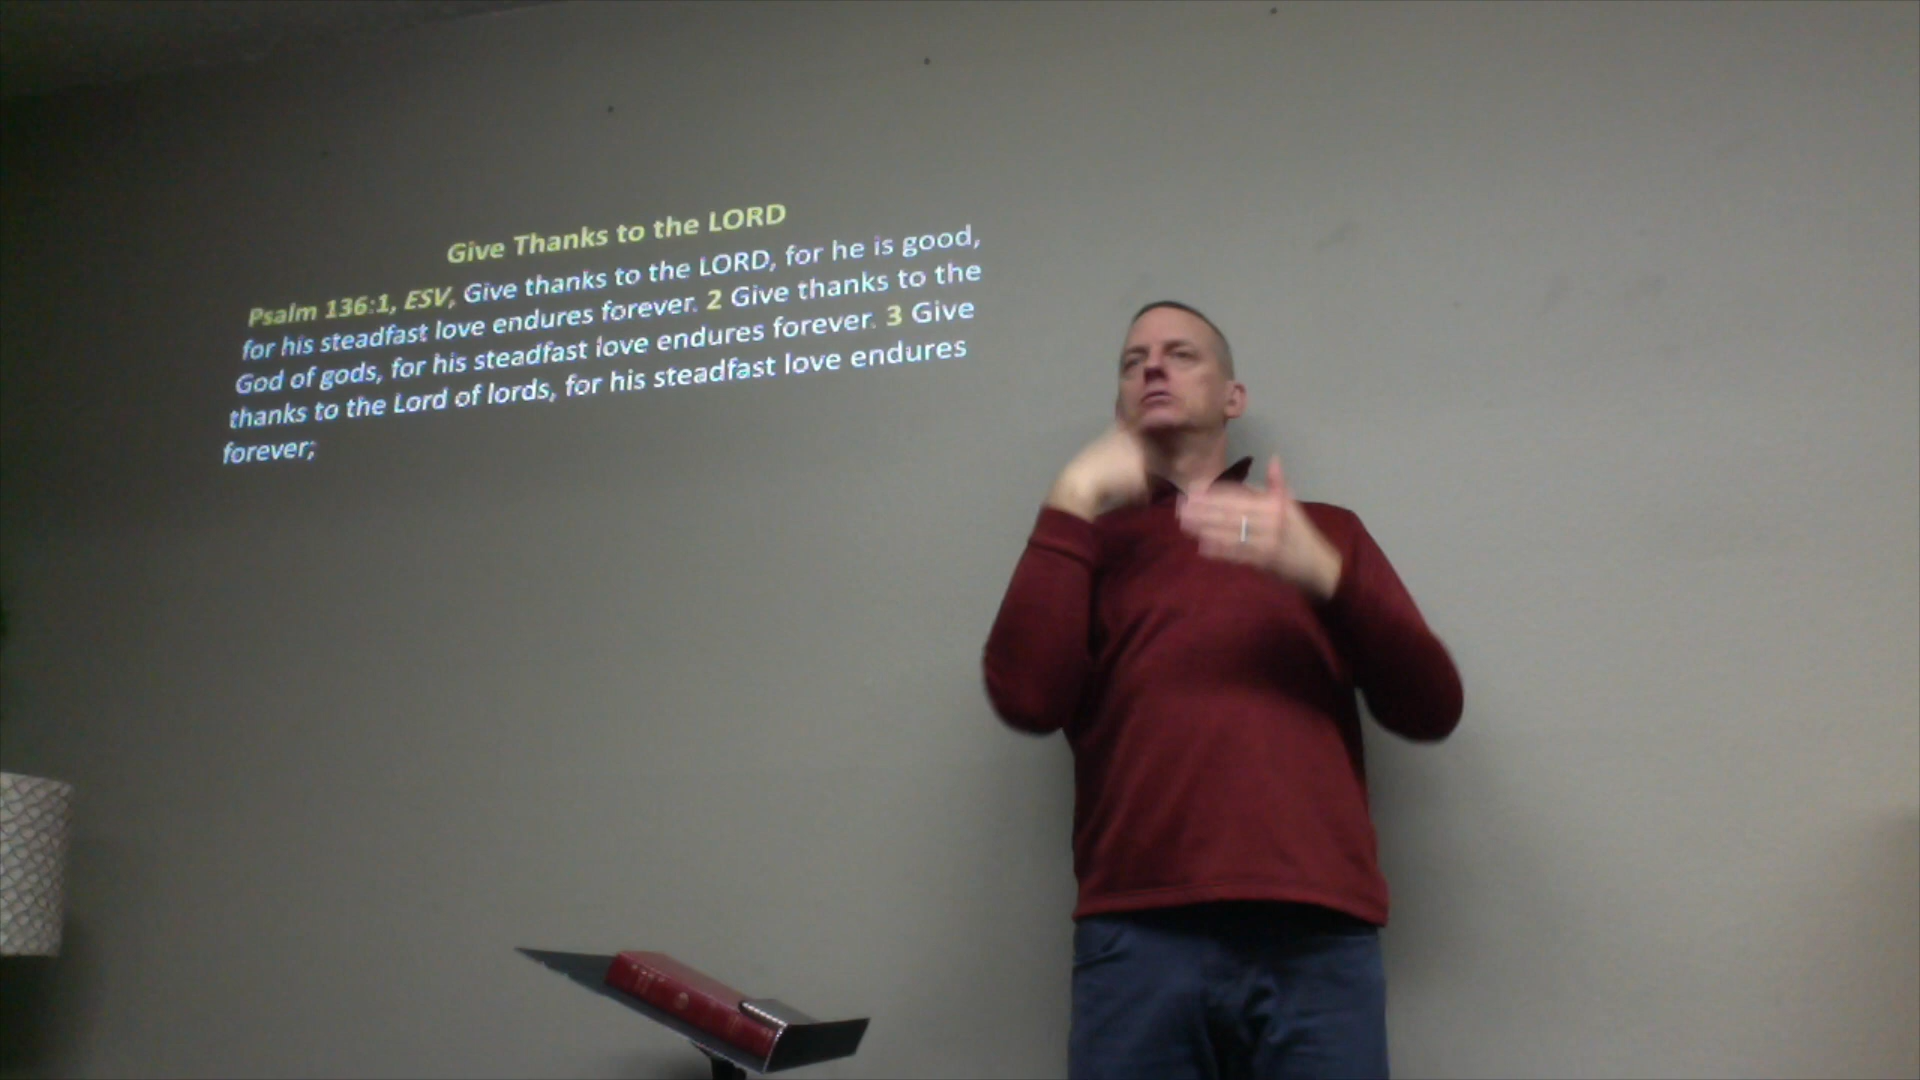 Give Thanks to the LORD
Psalm 136:1, ESV, Give thanks to the LORD, for he is good,
for his steadfast love endures forever. 2 Give thanks to the
God of gods, for his steadfast love endures forever. 3 Give
thanks to the Lord of lords, for his steadfast love endures
forever;